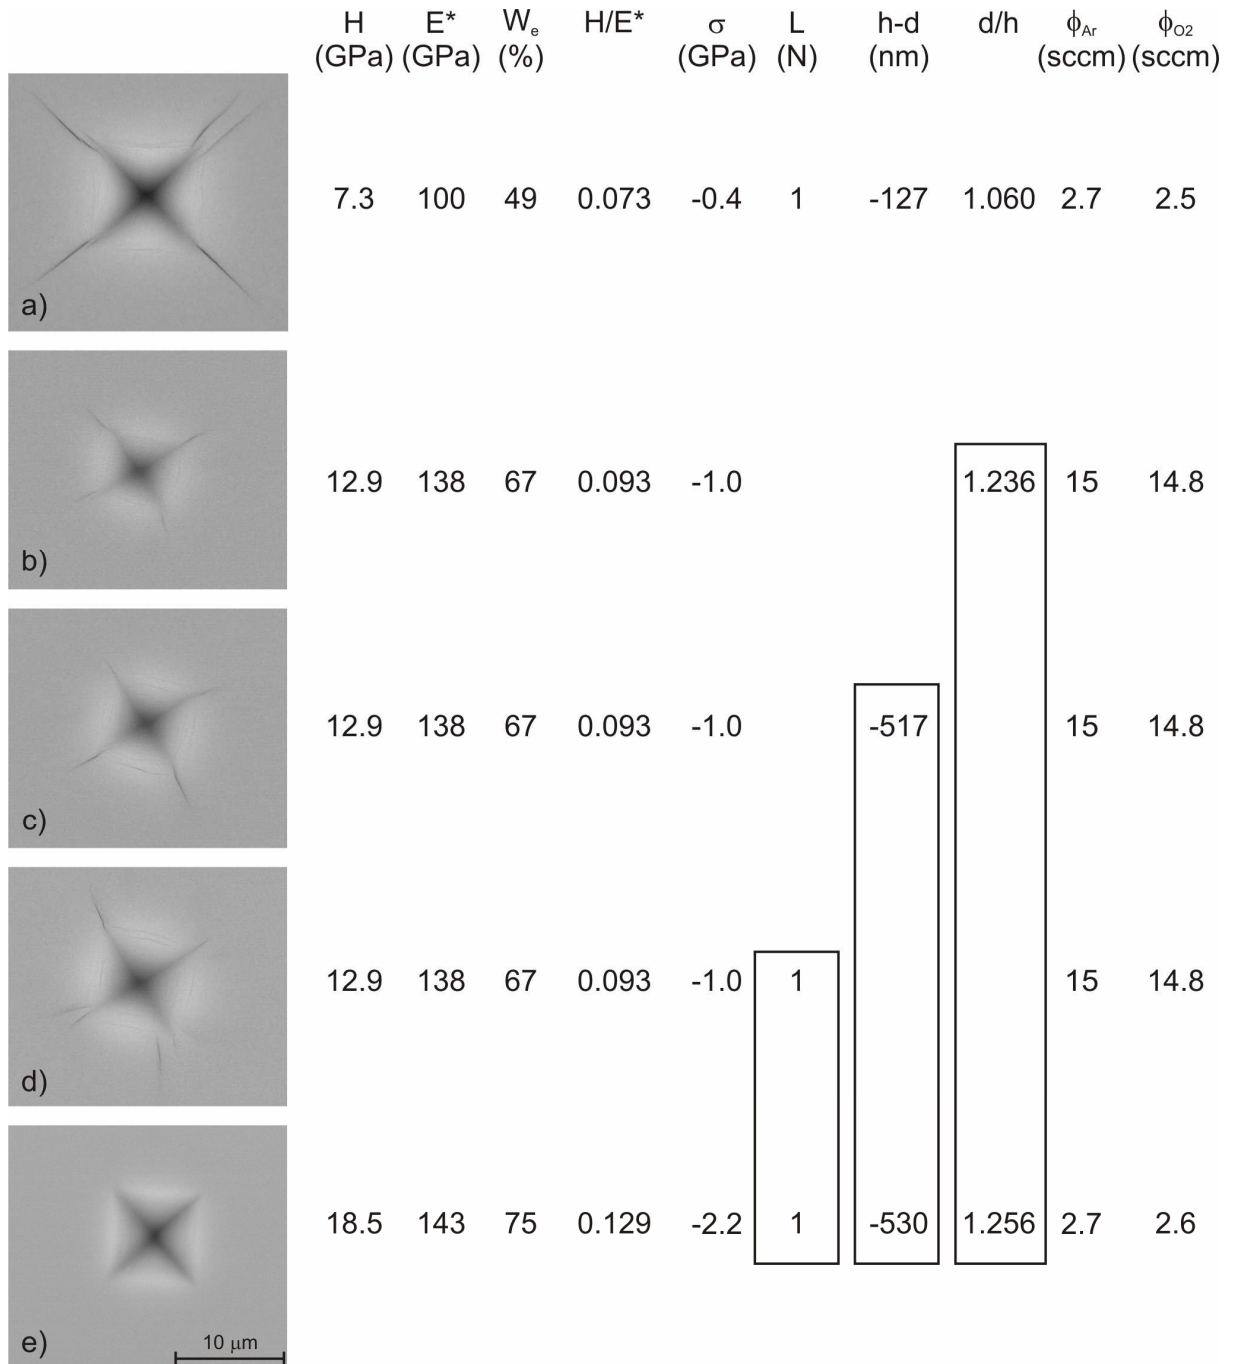 H E* Wₑ H/E* σ L h-d d/h ϕAr ϕO2
(GPa) (GPa) (%) (GPa) (N) (nm) (sccm) (sccm)
7.3 100 49 0.073 -0.4 1 -127 1.060 2.7 2.5
a)
12.9 138 67 0.093 -1.0 1.236 15 14.8
b)
12.9 138 67 0.093 -1.0 -517 15 14.8
c)
12.9 138 67 0.093 -1.0 1 15 14.8
d)
18.5 143 75 0.129 -2.2 1 -530 1.256 2.7 2.6
e)
10 μm